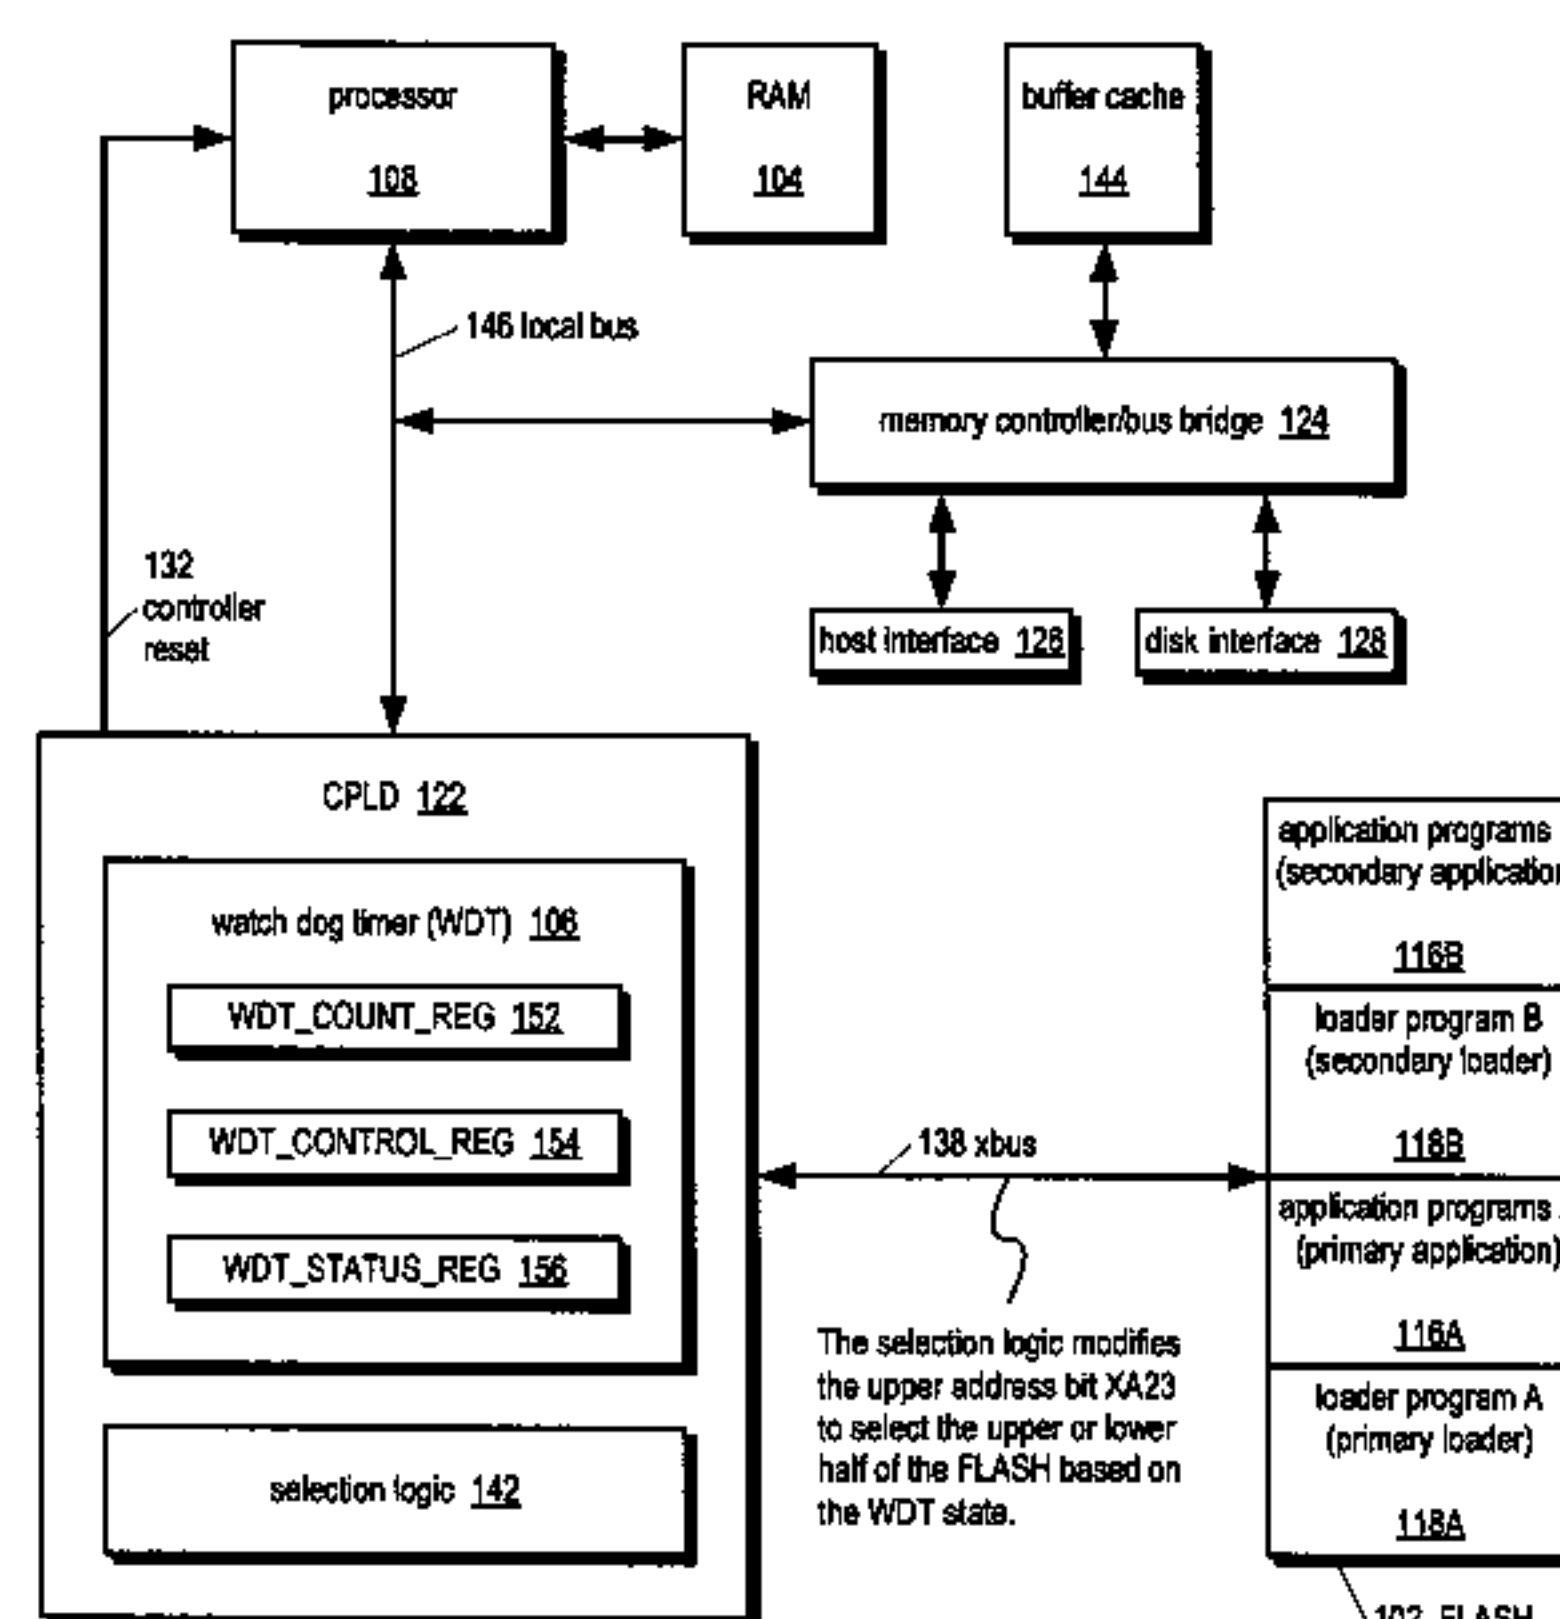 processor
108
RAM
104
buffer cache
144
146 local bus
memory controller/bus bridge 124
132
controller
reset
host interface 126
disk interface 128
CPLD 122
watch dog timer (WDT) 106
WDT_COUNT_REG 152
WDT_CONTROL_REG 154
WDT_STATUS_REG 156
selection logic 142
138 xbus
The selection logic modifies
the upper address bit XA23
to select the upper or lower
half of the FLASH based on
the WDT state.
application programs
(secondary application
116B
loader program B
(secondary loader)
118B
application programs
(primary application)
116A
loader program A
(primary loader)
118A
102 FLASH